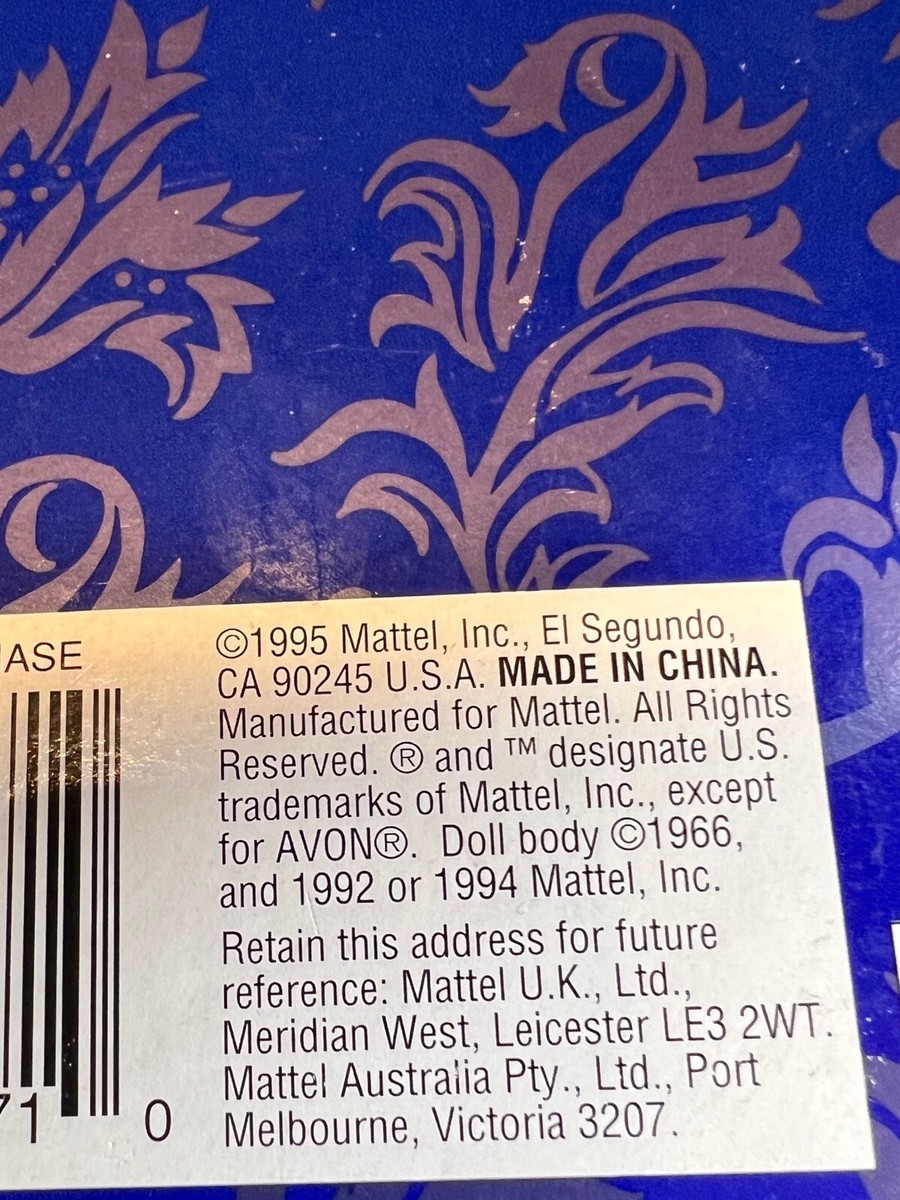 ASE
©1995 Mattel, Inc., El Segundo,
CA 90245 U.S.A. MADE IN CHINA.
Manufactured for Mattel. All Rights
Reserved. ® and ™ designate U.S.
trademarks of Mattel, Inc., except
for AVON®. Doll body ©1966,
and 1992 or 1994 Mattel, Inc.
Retain this address for future
reference: Mattel U.K., Ltd.,
Meridian West, Leicester LE3 2WT.
Mattel Australia Pty., Ltd., Port
Melbourne, Victoria 3207.
71 0